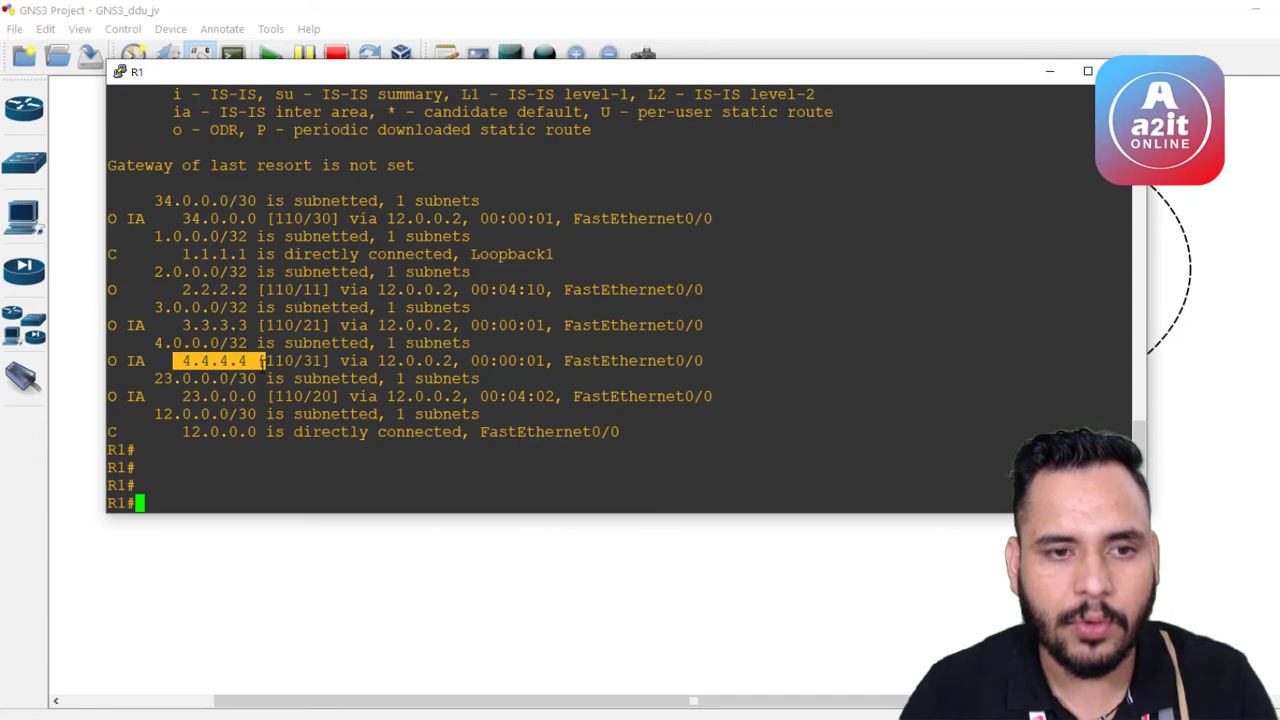 GNS3 Project - GNS3_ddu_jv
File Edit View Control Device Annotate Tools Help
R1
i - IS-IS, su - IS-IS summary, L1 - IS-IS level-1, L2 - IS-IS level-2
ia - IS-IS inter area, * - candidate default, U - per-user static route
o - ODR, P - periodic downloaded static route
Gateway of last resort is not set
34.0.0.0/30 is subnetted, 1 subnets
O IA 34.0.0.0 [110/30] via 12.0.0.2, 00:00:01, FastEthernet0/0
1.0.0.0/32 is subnetted, 1 subnets
C 1.1.1.1 is directly connected, Loopback1
2.0.0.0/32 is subnetted, 1 subnets
O 2.2.2.2 [110/11] via 12.0.0.2, 00:04:10, FastEthernet0/0
3.0.0.0/32 is subnetted, 1 subnets
O IA 3.3.3.3 [110/21] via 12.0.0.2, 00:00:01, FastEthernet0/0
4.0.0.0/32 is subnetted, 1 subnets
O IA 4.4.4.4 [110/31] via 12.0.0.2, 00:00:01, FastEthernet0/0
23.0.0.0/30 is subnetted, 1 subnets
O IA 23.0.0.0 [110/20] via 12.0.0.2, 00:04:02, FastEthernet0/0
12.0.0.0/30 is subnetted, 1 subnets
C 12.0.0.0 is directly connected, FastEthernet0/0
R1#
R1#
R1#
R1#
A
a2it
ONLINE